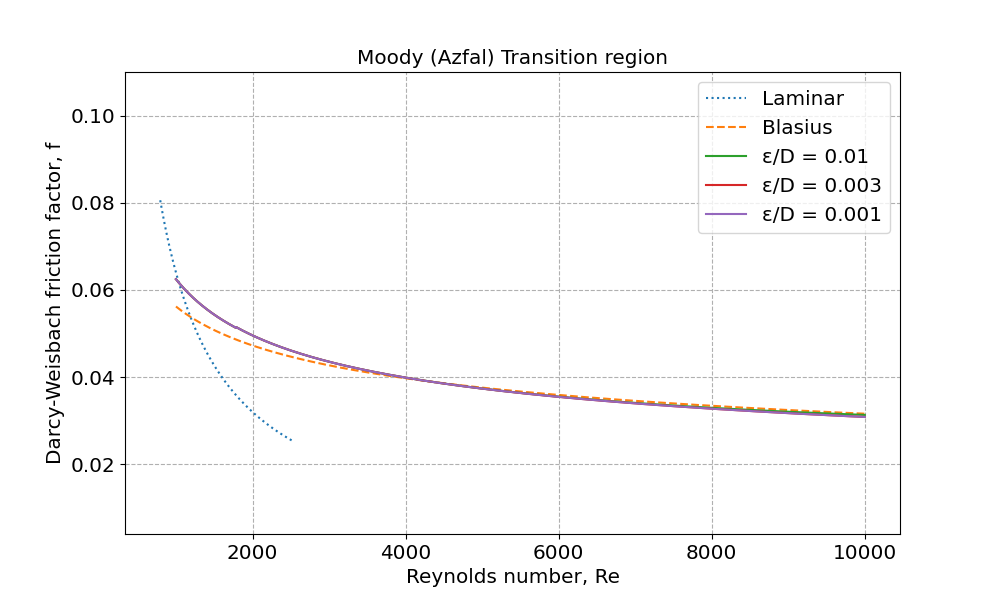 Moody (Azfal) Transition region
Darcy-Weisbach friction factor, f
0.10
0.08
0.06
0.04
0.02
Laminar
Blasius
ε/D = 0.01
ε/D = 0.003
ε/D = 0.001
2000
4000
6000
8000
10000
Reynolds number, Re